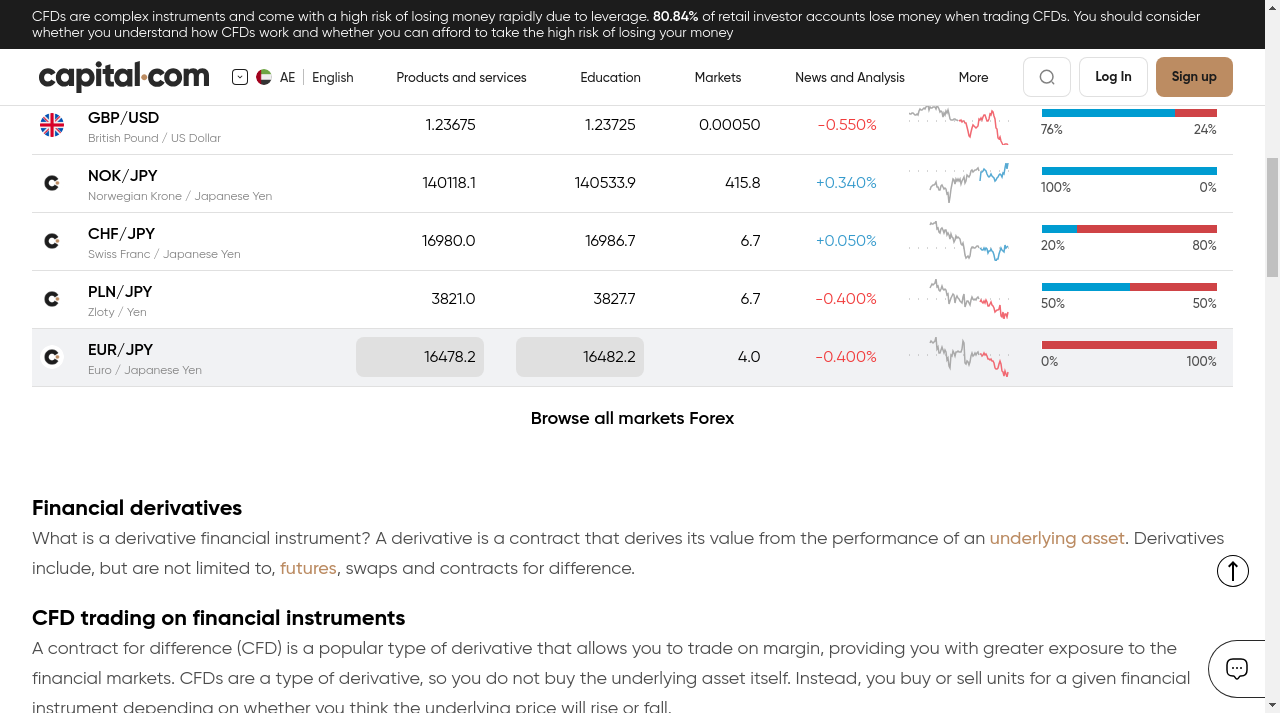 CFDs are complex instruments and come with a high risk of losing money rapidly due to leverage. 80.84% of retail investor accounts lose money when trading CFDs. You should consider
whether you understand how CFDs work and whether you can afford to take the high risk of losing your money
capital.com AE English Products and services Education Markets News and Analysis More Log In Sign up
GBP/USD 1.23675 1.23725 0.00050 -0.550%
British Pound / US Dollar 76% 24%
NOK/JPY 140118.1 140533.9 415.8 +0.340%
Norwegian Krone / Japanese Yen 100% 0%
CHF/JPY 16980.0 16986.7 6.7 +0.050%
Swiss Franc / Japanese Yen 20% 80%
PLN/JPY 3821.0 3827.7 6.7 -0.400%
Zloty / Yen 50% 50%
EUR/JPY 16478.2 16482.2 4.0 -0.400%
Euro / Japanese Yen 0% 100%
Browse all markets Forex
Financial derivatives
What is a derivative financial instrument? A derivative is a contract that derives its value from the performance of an underlying asset. Derivatives
include, but are not limited to, futures, swaps and contracts for difference.
CFD trading on financial instruments
A contract for difference (CFD) is a popular type of derivative that allows you to trade on margin, providing you with greater exposure to the
financial markets. CFDs are a type of derivative, so you do not buy the underlying asset itself. Instead, you buy or sell units for a given financial
instrument depending on whether you think the underlying price will rise or fall.